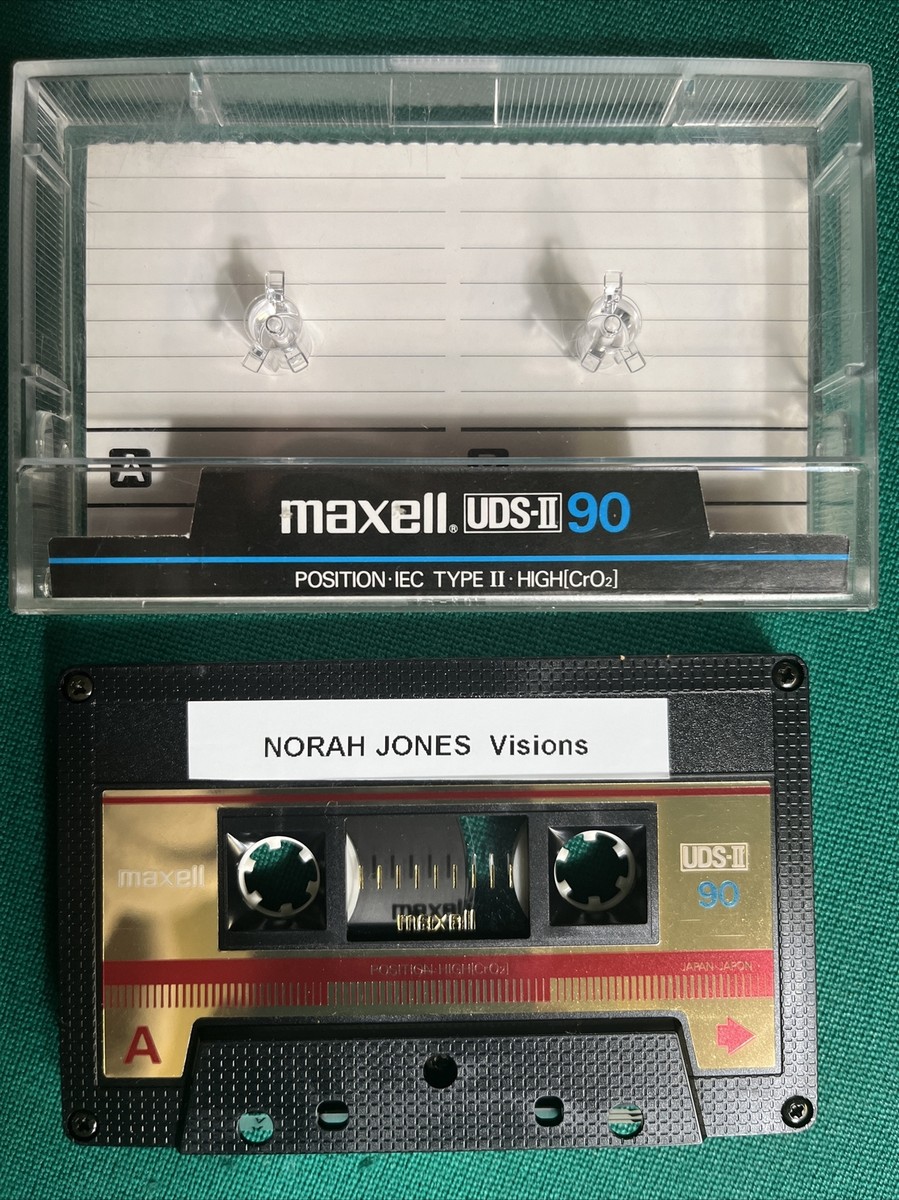 A
maxell® UDS-II 90
POSITION·IEC TYPE II·HIGH[CrO2]
NORAH JONES Visions
maxell
UDS-II
90
maxell
POSITION·HIGH[CrO2]
JAPAN·JAPON
A